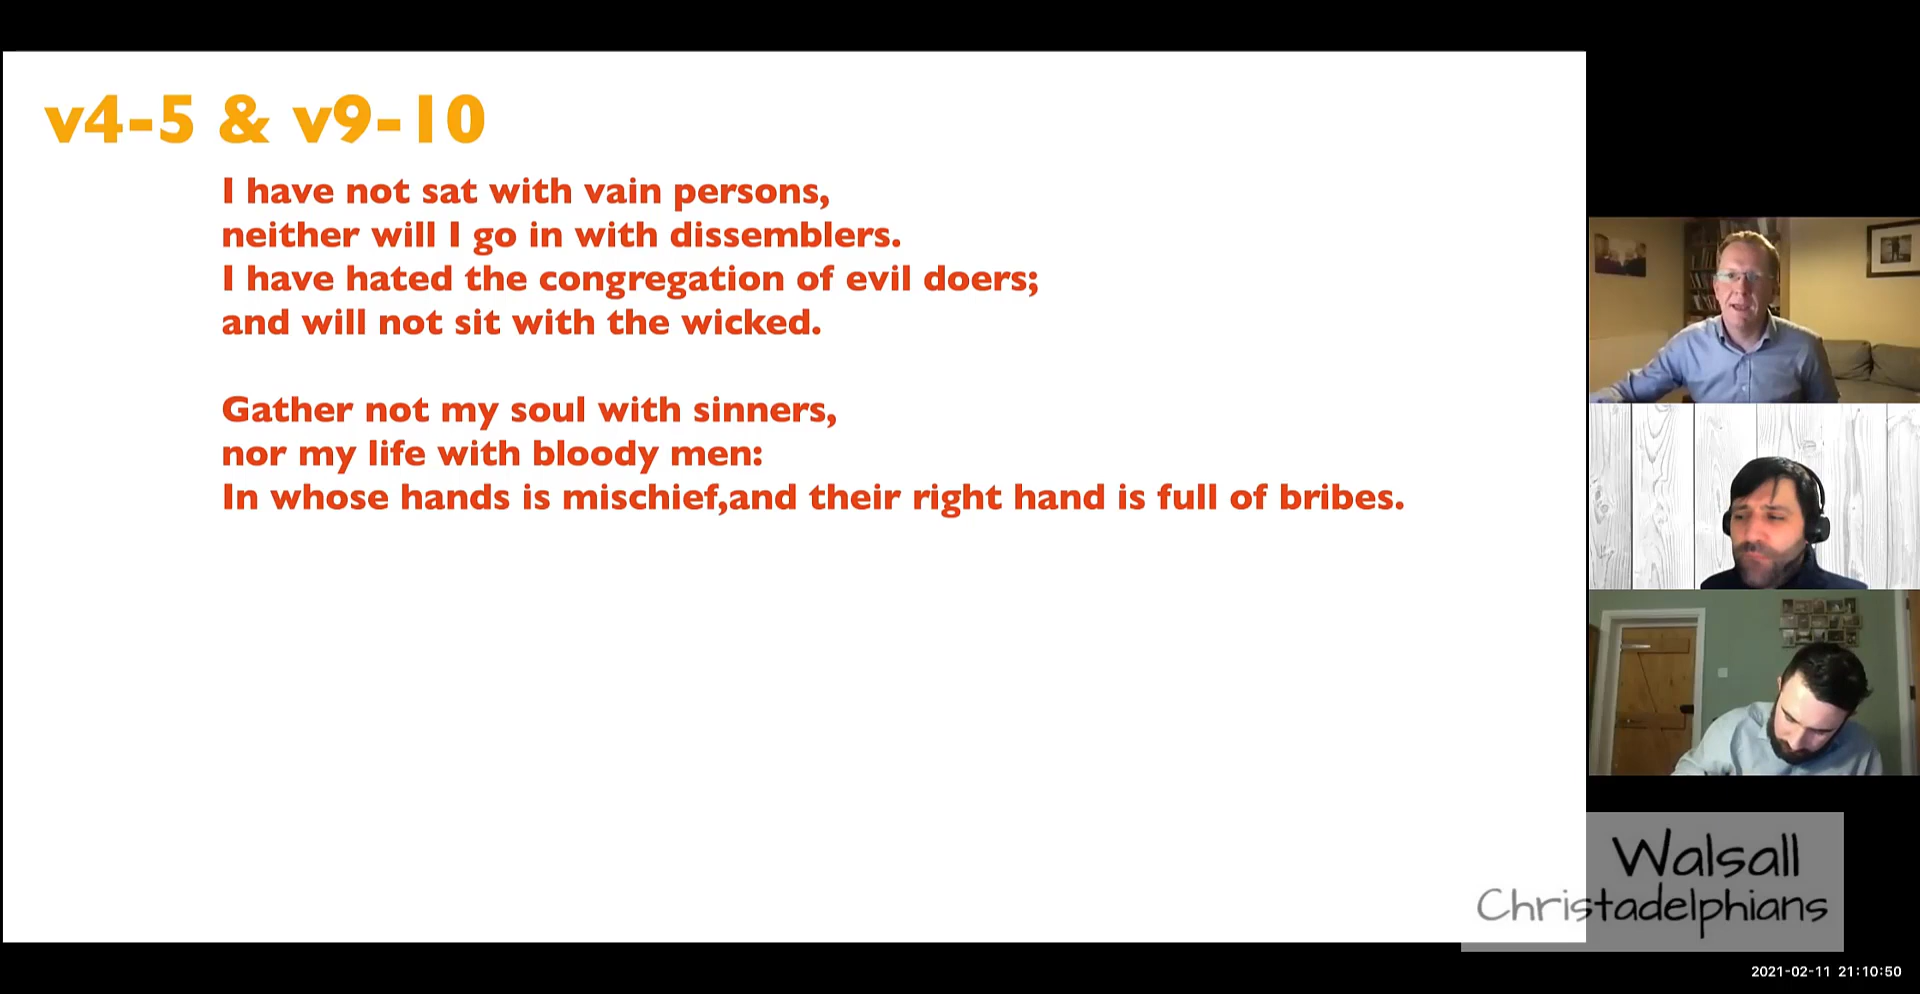 v4-5 & v9-10
I have not sat with vain persons,
neither will I go in with dissemblers.
I have hated the congregation of evil doers;
and will not sit with the wicked.
Gather not my soul with sinners,
nor my life with bloody men:
In whose hands is mischief,and their right hand is full of bribes.
Walsall
Christadelphians
2021-02-11 21:10:50